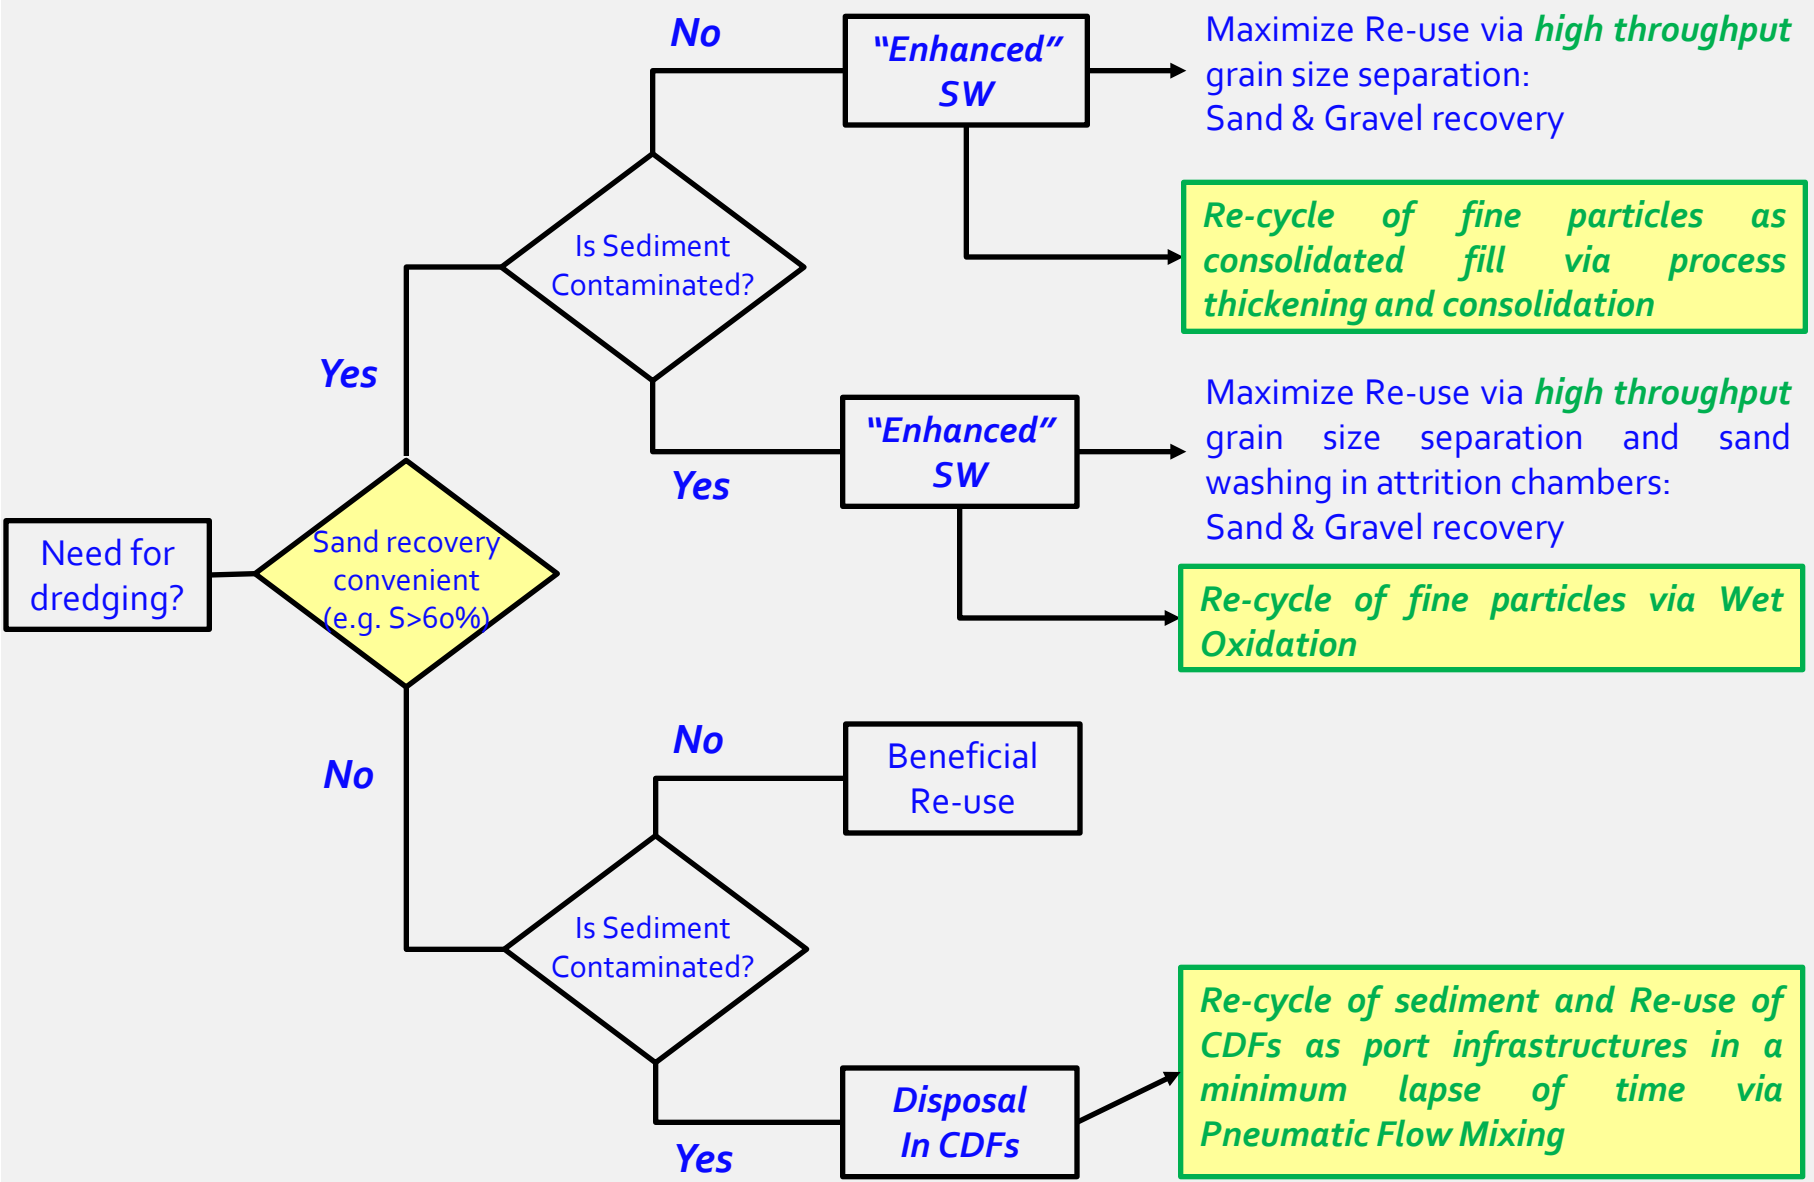 No
“Enhanced”
SW
Maximize Re-use via high throughput
grain size separation:
Sand & Gravel recovery
Is Sediment
Contaminated?
Re-cycle of fine particles as
consolidated fill via process
thickening and consolidation
Yes
“Enhanced”
SW
Yes
Maximize Re-use via high throughput
grain size separation and sand
washing in attrition chambers:
Sand & Gravel recovery
Need for
dredging?
Sand recovery
convenient
(e.g. S>60%)
Re-cycle of fine particles via Wet
Oxidation
No
No
Beneficial
Re-use
Is Sediment
Contaminated?
Yes
Disposal
In CDFs
Re-cycle of sediment and Re-use of
CDFs as port infrastructures in a
minimum lapse of time via
Pneumatic Flow Mixing